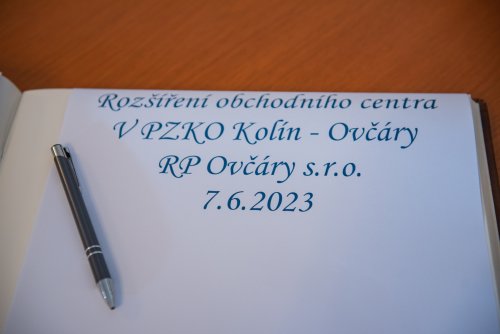 Rozšíření obchodního centra
V PZKO Kolín - Ovčáry
RP Ovčáry s.r.o.
7.6.2023